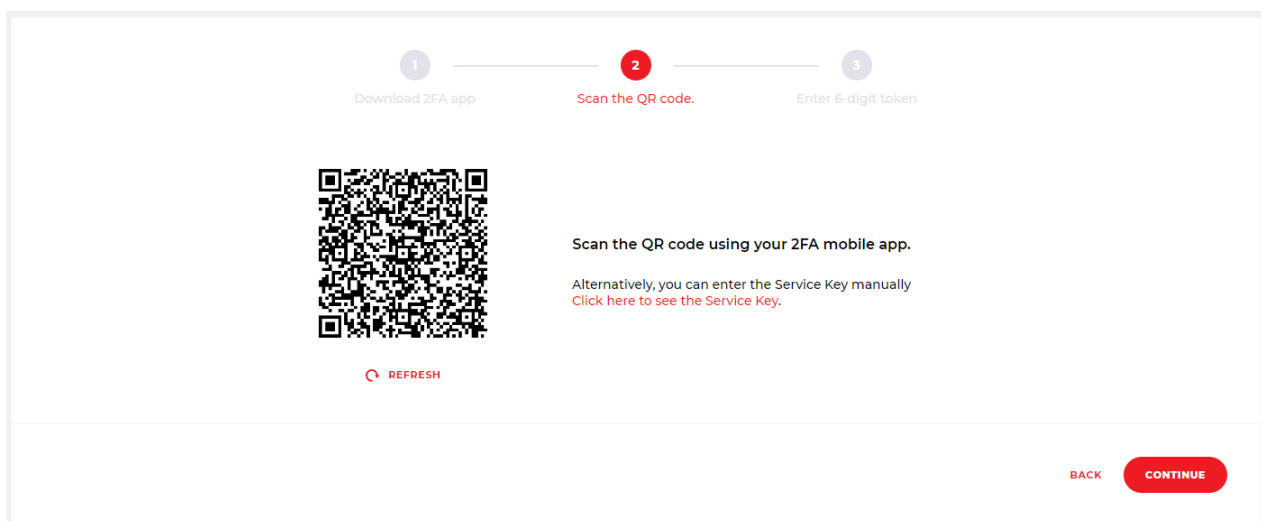 1
2
3
Download 2FA app
Scan the QR code.
Enter 6-digit token
Scan the QR code using your 2FA mobile app.
Alternatively, you can enter the Service Key manually
Click here to see the Service Key.
REFRESH
BACK
CONTINUE